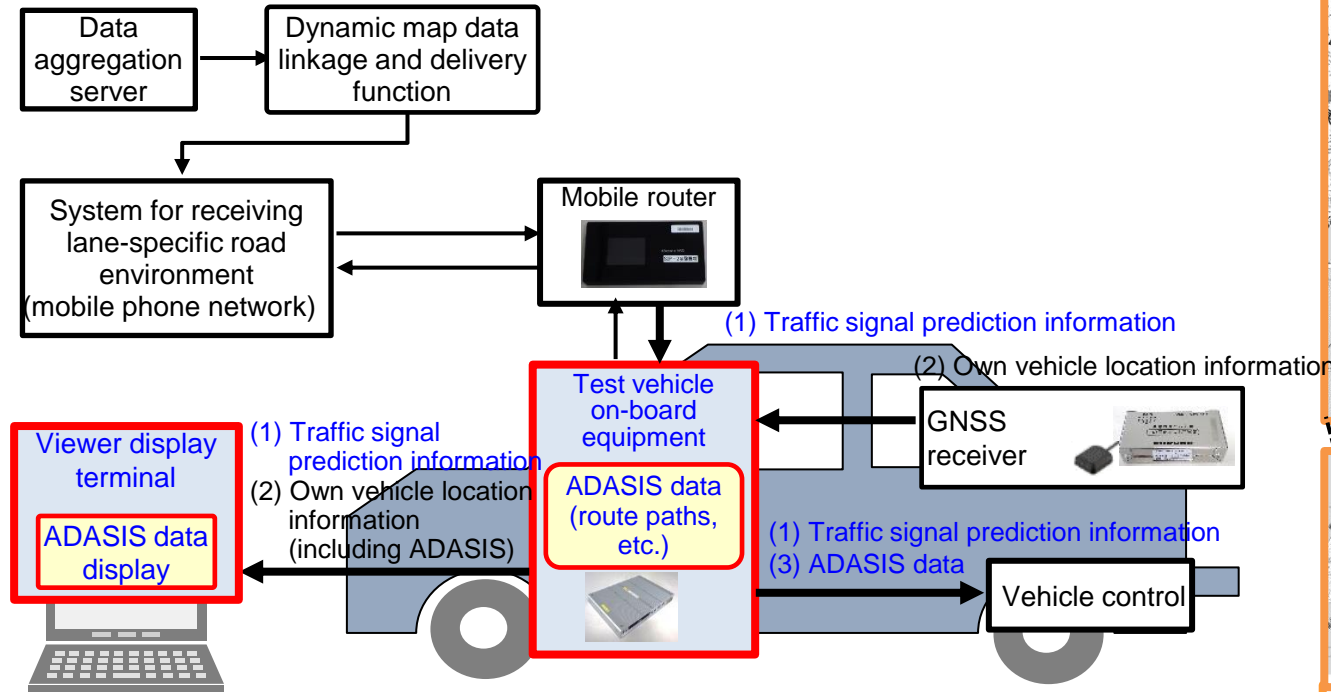 Data
aggregation
server
Dynamic map data
linkage and delivery
function
System for receiving
lane-specific road
environment
(mobile phone network)
Mobile router
(1) Traffic signal prediction information
(2) Own vehicle location information
Test vehicle
on-board
equipment
GNSS
receiver
Viewer display
terminal
(1) Traffic signal
prediction information
(2) Own vehicle location
information
(including ADASIS)
ADASIS data
(route paths,
etc.)
ADASIS data
display
(1) Traffic signal prediction information
(3) ADASIS data
Vehicle control